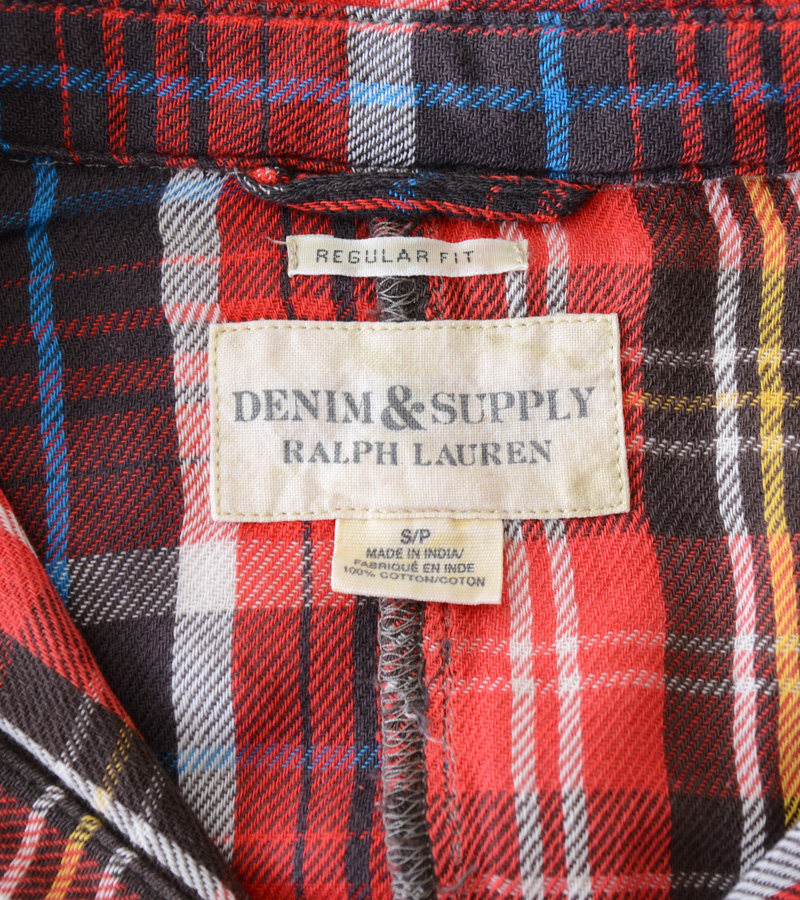 REGULAR FIT
DENIM & SUPPLY
RALPH LAUREN
S/P
MADE IN INDIA/
FABRIQUÉ EN INDE
100% COTTON/COTON